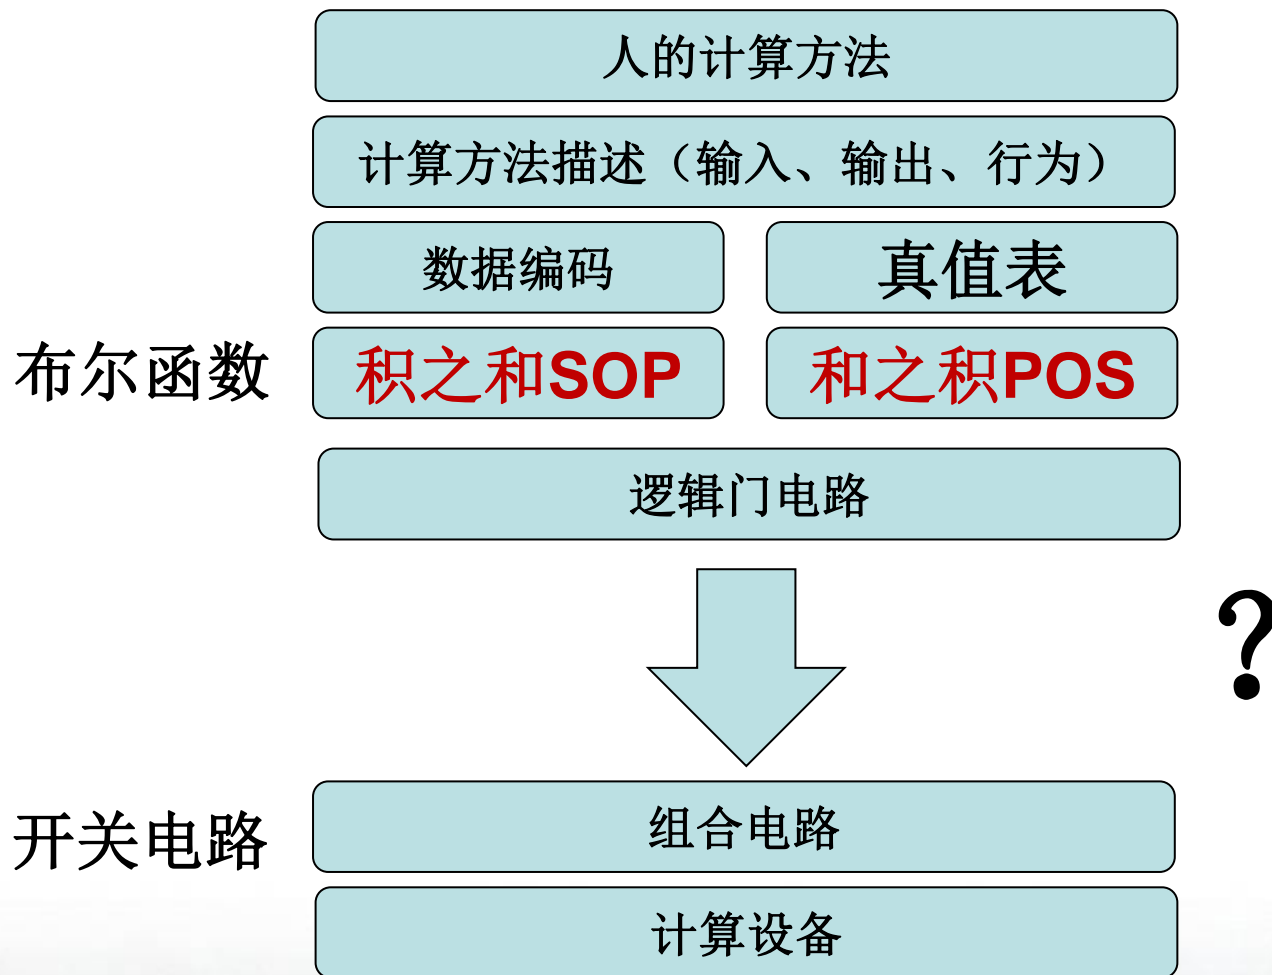 人的计算方法
计算方法描述（输入、输出、行为）
数据编码
真值表
布尔函数
积之和SOP
和之积POS
逻辑门电路
?
开关电路
组合电路
计算设备